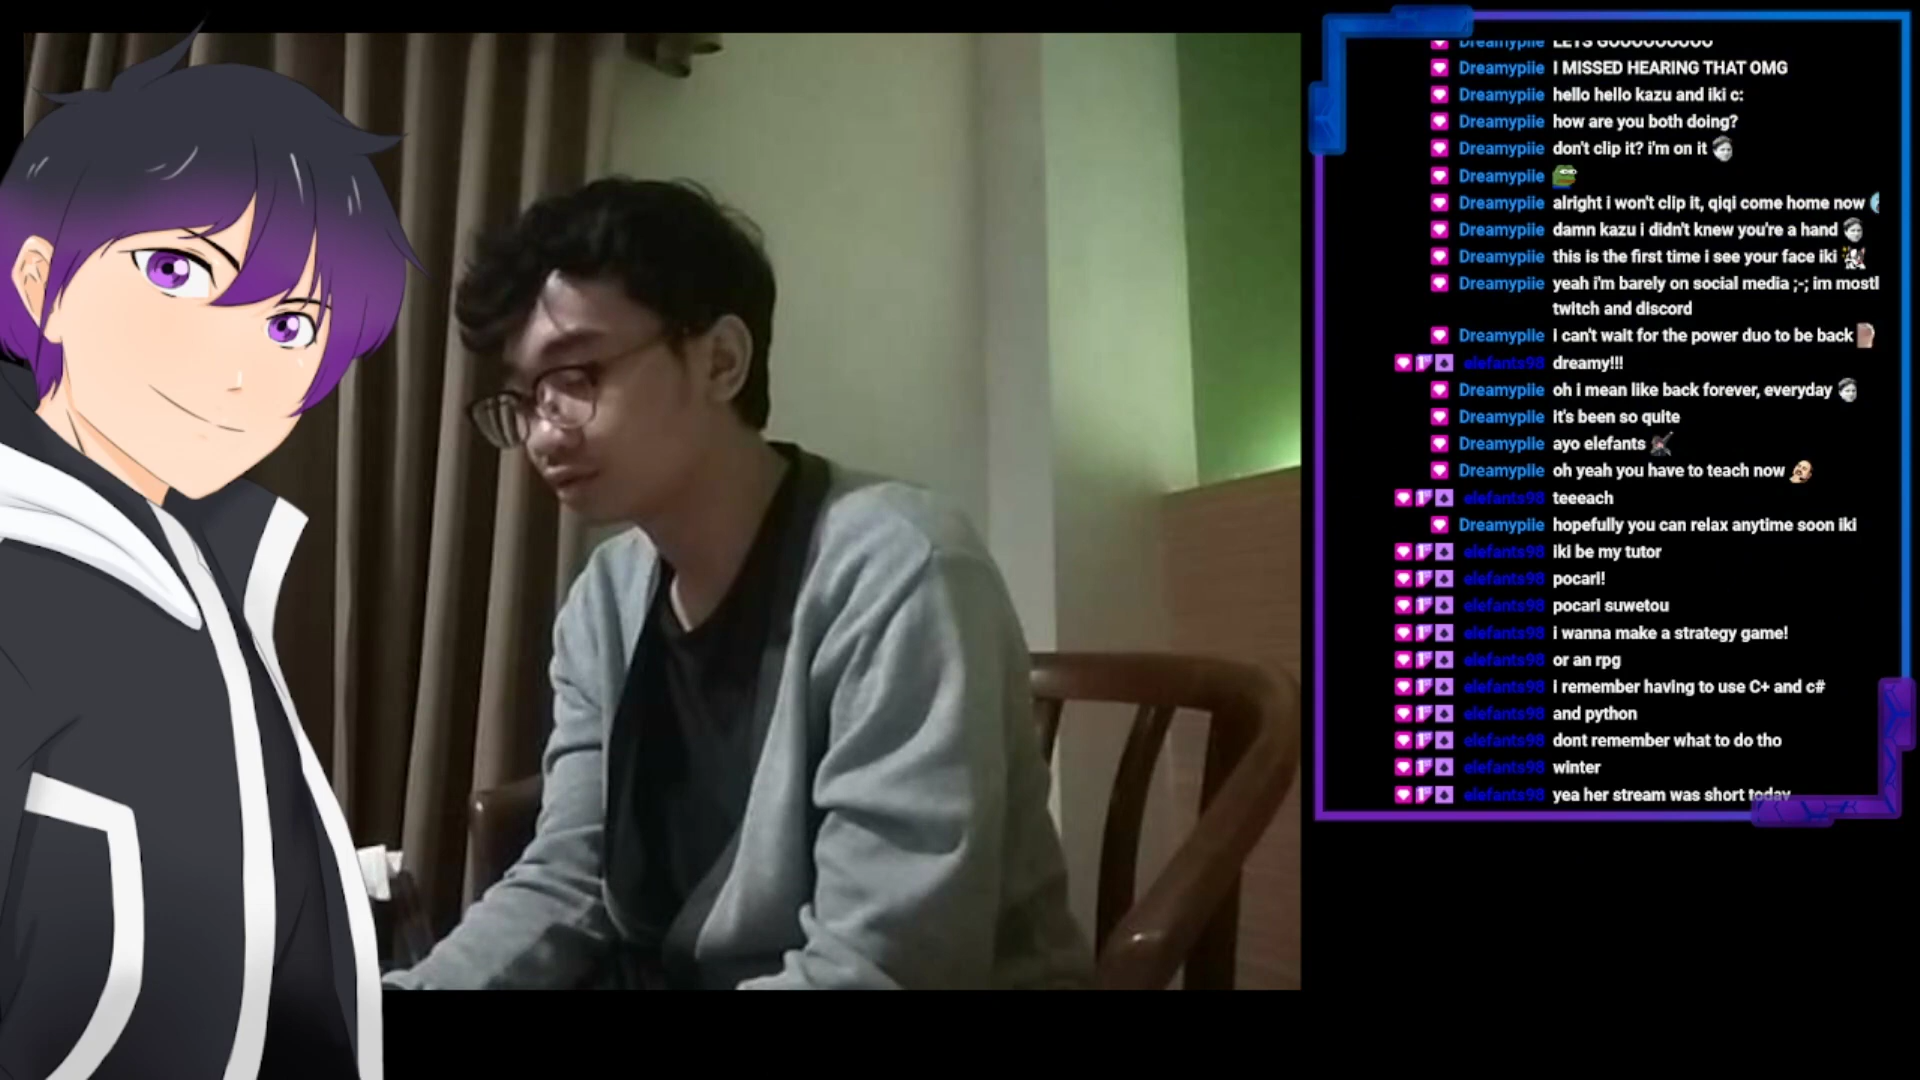 Dreamypiie LETS GOOOOOOOOO
Dreamypiie I MISSED HEARING THAT OMG
Dreamypiie hello hello kazu and iki c:
Dreamypiie how are you both doing?
Dreamypiie don't clip it? i'm on it
Dreamypiie
Dreamypiie alright i won't clip it, qiqi come home now
Dreamypiie damn kazu i didn't knew you're a hand
Dreamypiie this is the first time i see your face iki
Dreamypiie yeah i'm barely on social media ;-; im mostl
twitch and discord
Dreamypiie i can't wait for the power duo to be back
elefants98 dreamy!!!
Dreamypiie oh i mean like back forever, everyday
Dreamypiie it's been so quite
Dreamypiie ayo elefants
Dreamypiie oh yeah you have to teach now
elefants98 teeeach
Dreamypiie hopefully you can relax anytime soon iki
elefants98 iki be my tutor
elefants98 pocari!
elefants98 pocari suwetou
elefants98 i wanna make a strategy game!
elefants98 or an rpg
elefants98 i remember having to use C+ and c#
elefants98 and python
elefants98 dont remember what to do tho
elefants98 winter
elefants98 yea her stream was short today